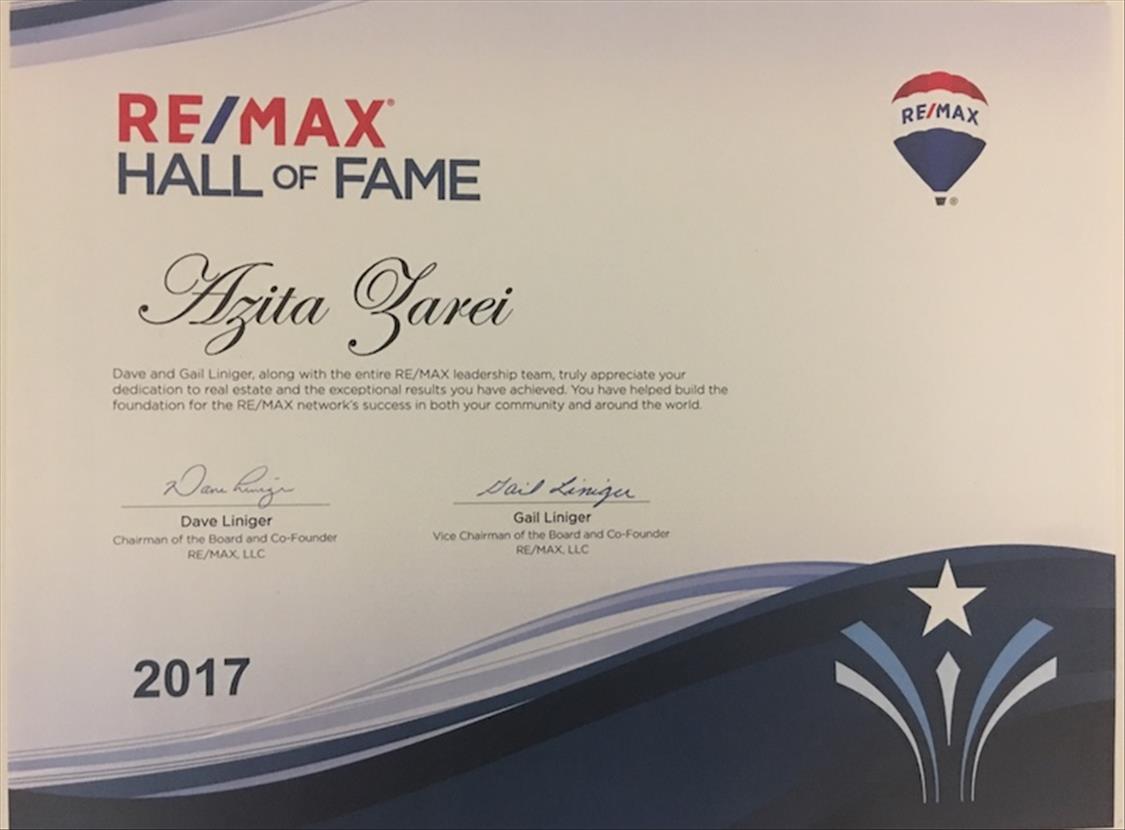 RE/MAX®
HALL OF FAME
RE/MAX
®
Azita Zarei
Dave and Gail Liniger, along with the entire RE/MAX leadership team, truly appreciate your
dedication to real estate and the exceptional results you have achieved. You have helped build the
foundation for the RE/MAX network's success in both your community and around the world.
Dave Liniger
Gail Liniger
Dave Liniger
Chairman of the Board and Co-Founder
RE/MAX, LLC
Gail Liniger
Vice Chairman of the Board and Co-Founder
RE/MAX, LLC
2017